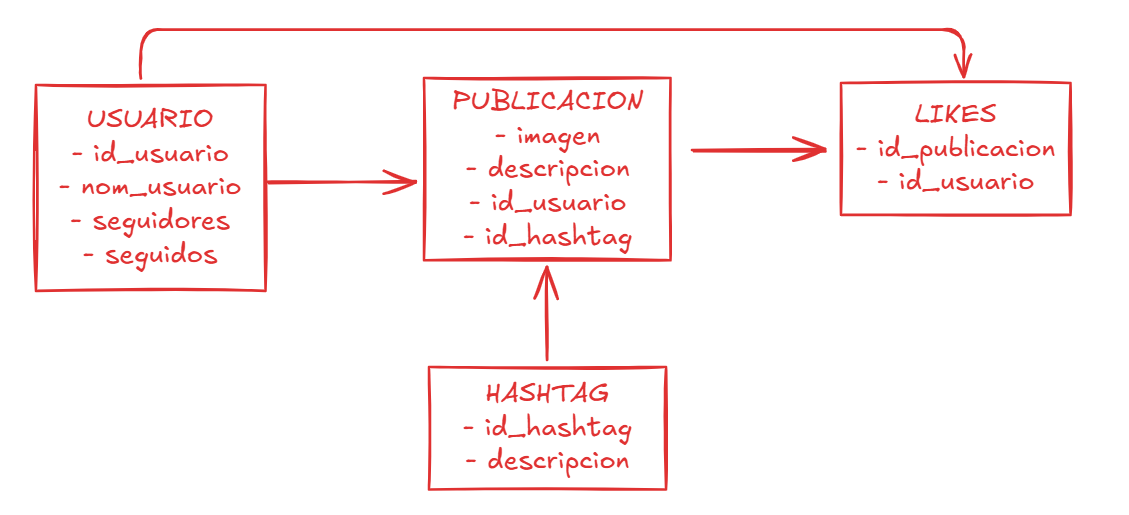 USUARIO
- id_usuario
- nom_usuario
- seguidores
- seguidos
PUBLICACION
- imagen
- descripcion
- id_usuario
- id_hashtag
LIKES
- id_publicacion
- id_usuario
HASHTAG
- id_hashtag
- descripcion